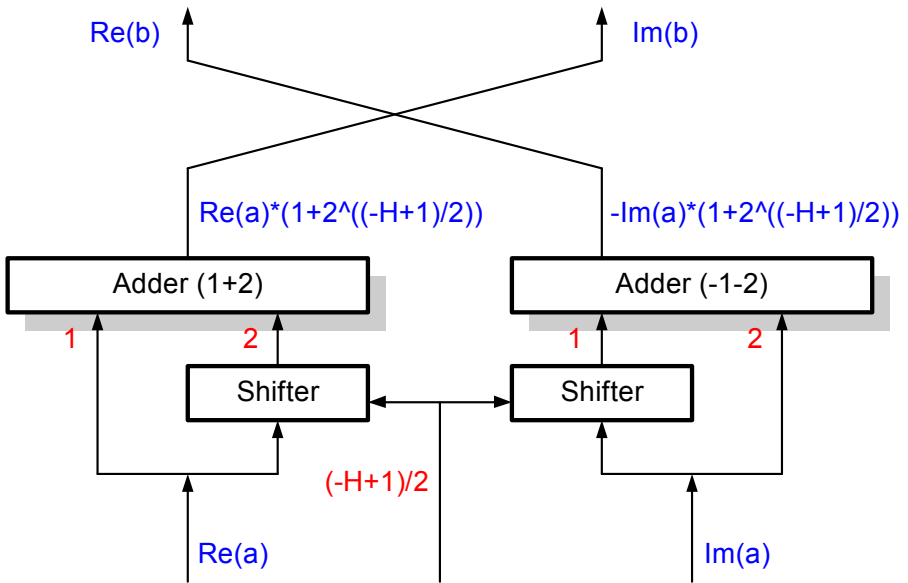 Re(b)
Im(b)
Re(a)*(1+2^((-H+1)/2))
-Im(a)*(1+2^((-H+1)/2))
Adder (1+2)
Adder (-1-2)
1
2
1
2
Shifter
Shifter
(-H+1)/2
Re(a)
Im(a)